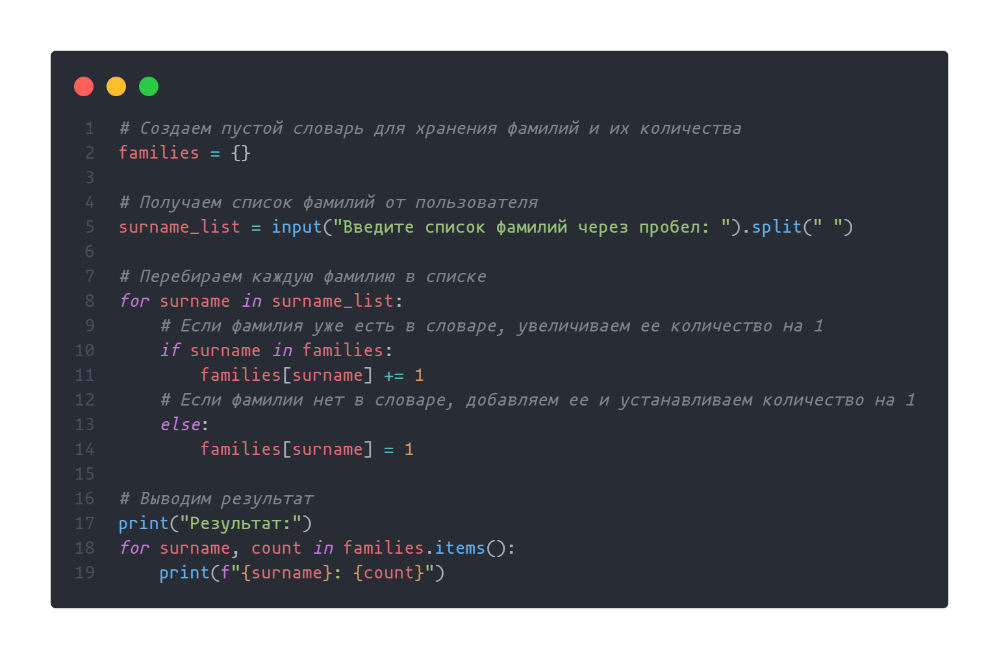 1 # Создаем пустой словарь для хранения фамилий и их количества
2 families = {}
3
4 # Получаем список фамилий от пользователя
5 surname_list = input("Введите список фамилий через пробел: ").split(" ")
6
7 # Перебираем каждую фамилию в списке
8 for surname in surname_list:
9     # Если фамилия уже есть в словаре, увеличиваем ее количество на 1
10     if surname in families:
11         families[surname] += 1
12     # Если фамилии нет в словаре, добавляем ее и устанавливаем количество на 1
13     else:
14         families[surname] = 1
15
16 # Выводим результат
17 print("Результат:")
18 for surname, count in families.items():
19     print(f"{surname}: {count}")